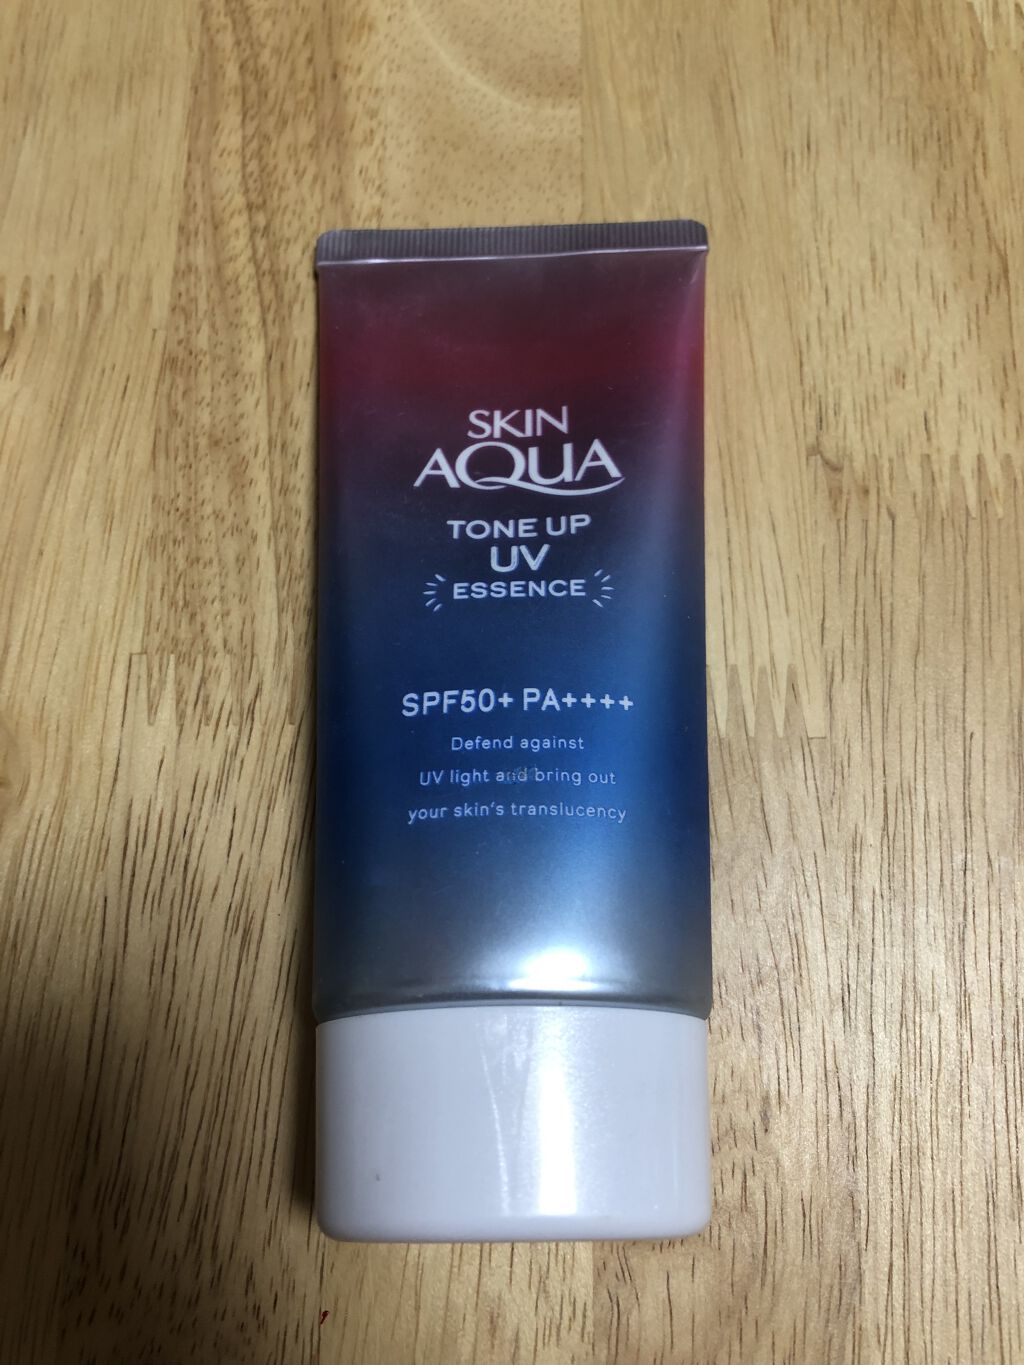 SKIN
AQUA
TONE UP
UV
ESSENCE
SPF50+ PA++++
Defend against
UV light and bring out
your skin's translucency